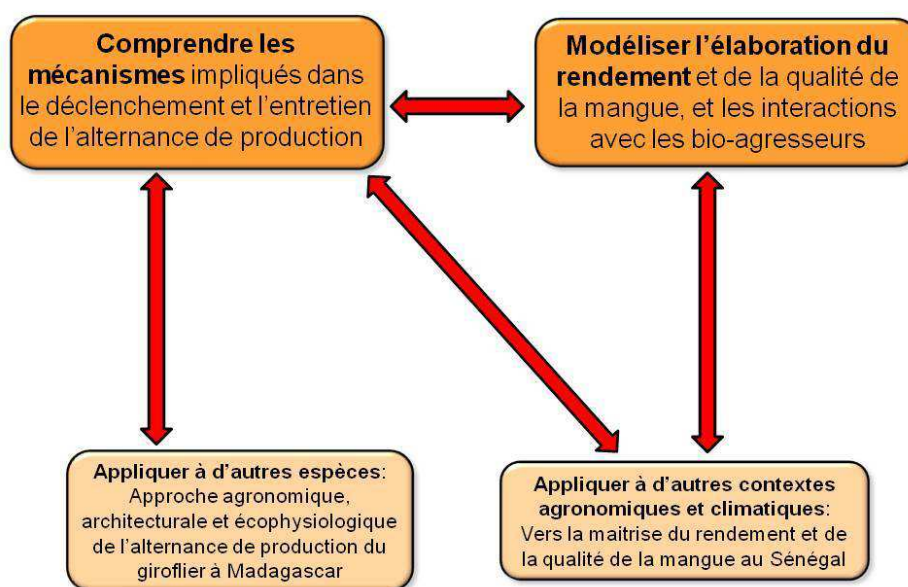 Comprendre les
mécanismes impliqués dans
le déclenchement et l'entretien
de l'alternance de production
Modéliser l'élaboration du
rendement et de la qualité de
la mangue, et les interactions
avec les bio-agresseurs
Appliquer à d'autres espèces:
Approche agronomique,
architecturale et écophysiologique
de l'alternance de production du
giroflier à Madagascar
Appliquer à d'autres contextes
agronomiques et climatiques:
Vers la maitrise du rendement et de
la qualité de la mangue au Sénégal